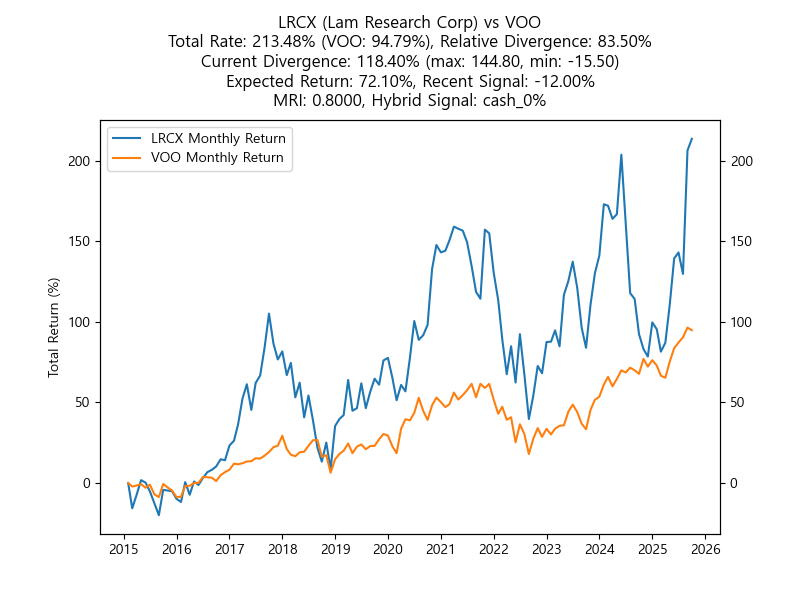 LRCX (Lam Research Corp) vs VOO
Total Rate: 213.48% (VOO: 94.79%), Relative Divergence: 83.50%
Current Divergence: 118.40% (max: 144.80, min: -15.50)
Expected Return: 72.10%, Recent Signal: -12.00%
MRI: 0.8000, Hybrid Signal: cash_0%
LRCX Monthly Return
VOO Monthly Return
Total Return (%)
200 200
150 150
100 100
50 50
0 0
2015 2016 2017 2018 2019 2020 2021 2022 2023 2024 2025 2026